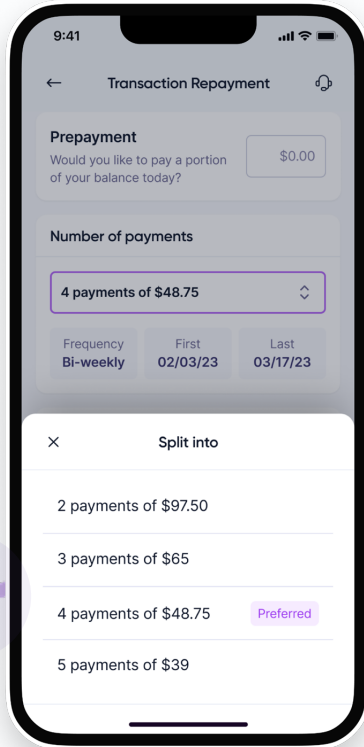 9:41
Transaction Repayment
Prepayment
Would you like to pay a portion
of your balance today?
$0.00
Number of payments
4 payments of $48.75
Frequency
Bi-weekly
First
02/03/23
Last
03/17/23
Split into
2 payments of $97.50
3 payments of $65
4 payments of $48.75
Preferred
5 payments of $39